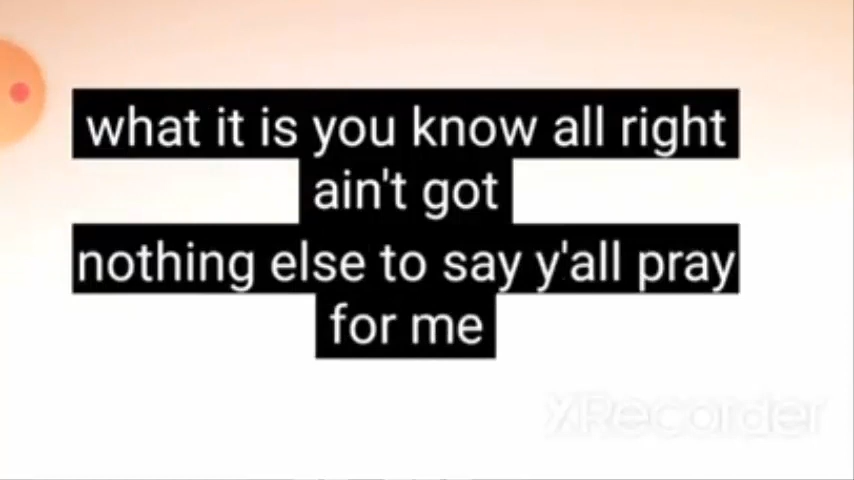 what it is you know all right
ain't got
nothing else to say y'all pray
for me
XRecorder